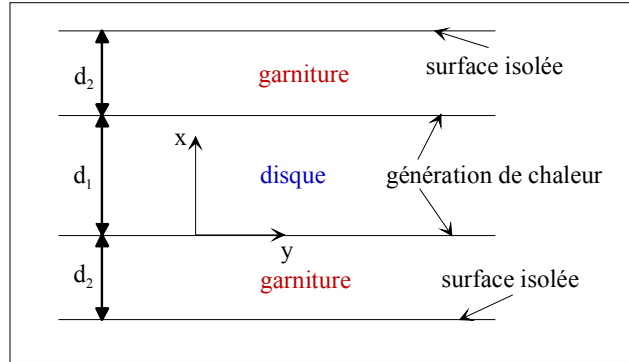 d2
garniture
surface isolée
x
d1
disque
génération de chaleur
y
d2
garniture
surface isolée